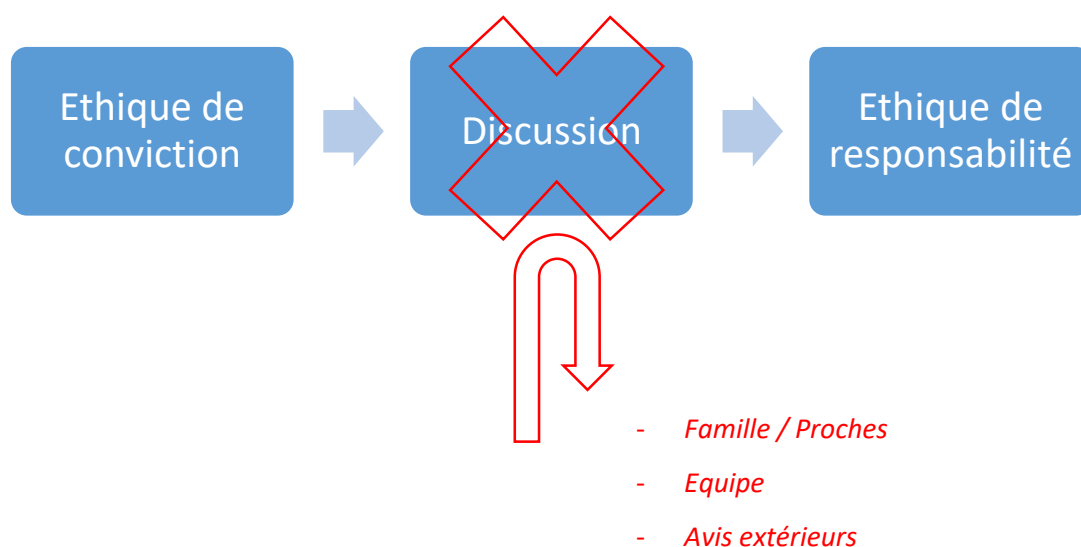 Ethique de
conviction
Discussion
Ethique de
responsabilité
- Famille / Proches
- Equipe
- Avis extérieurs